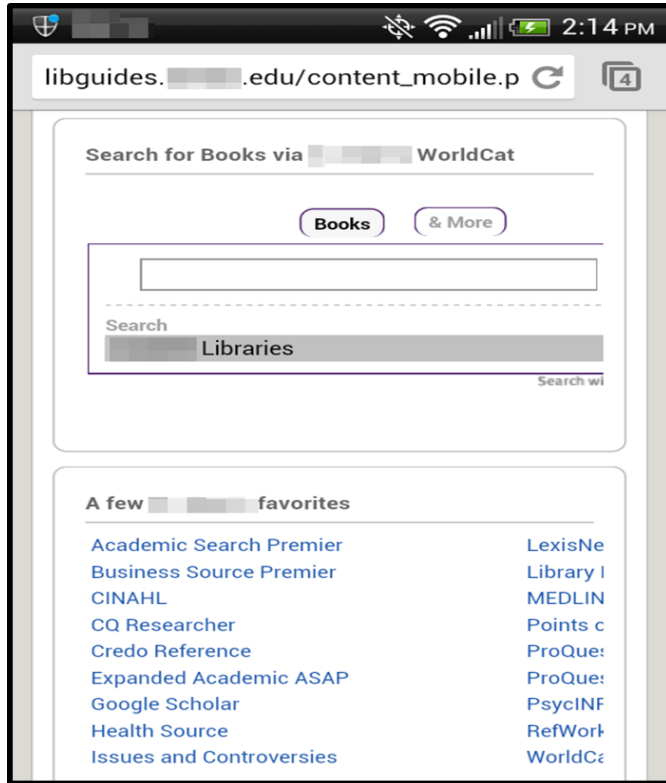 2:14 PM
libguides. .edu/content_mobile.p
4
Search for Books via WorldCat
Books & More
Search
Libraries
Search wi
A few favorites
Academic Search Premier LexisNe
Business Source Premier Library
CINAHL MEDLIN
CQ Researcher Points
Credo Reference ProQue
Expanded Academic ASAP ProQue
Google Scholar PsycINF
Health Source RefWork
Issues and Controversies WorldCa